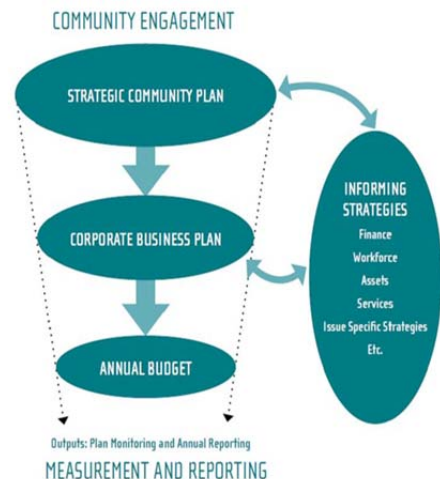 COMMUNITY ENGAGEMENT
STRATEGIC COMMUNITY PLAN
CORPORATE BUSINESS PLAN
ANNUAL BUDGET
INFORMING
STRATEGIES
Finance
Workforce
Assets
Services
Issue Specific Strategies
Etc.
Outputs: Plan Monitoring and Annual Reporting
MEASUREMENT AND REPORTING